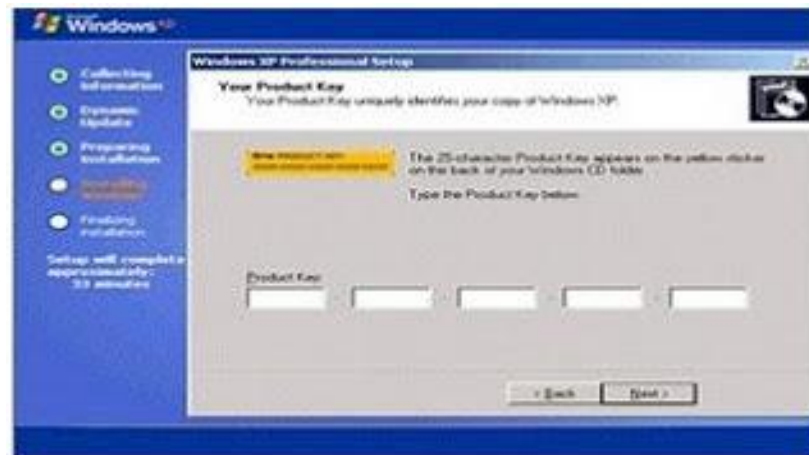 Windows XP
Collecting
Information
Dynamic
Update
Preparing
Installation
Finalizing
Installation
Setup will complete
approximately:
33 minutes
Windows XP Professional Setup
Your Product Key
Your Product Key uniquely identifies your copy of Windows XP.
PRODUCT KEY
The 25-character Product Key appears on the yellow sticker
on the back of your Windows CD folder.
Type the Product Key below:
Product Key:
- - - -
< Back
Next >